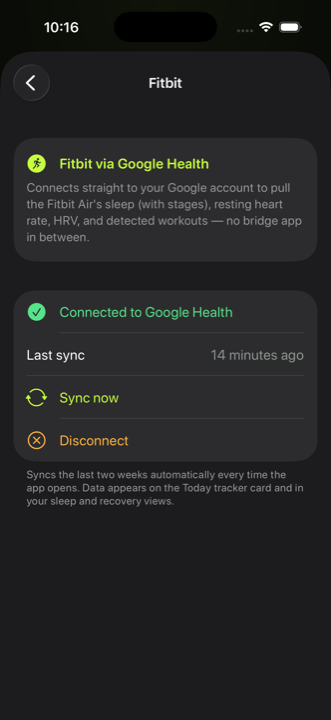 10:16
Fitbit
Fitbit via Google Health
Connects straight to your Google account to pull
the Fitbit Air's sleep (with stages), resting heart
rate, HRV, and detected workouts — no bridge app
in between.
Connected to Google Health
Last sync 14 minutes ago
Sync now
Disconnect
Syncs the last two weeks automatically every time the
app opens. Data appears on the Today tracker card and in
your sleep and recovery views.